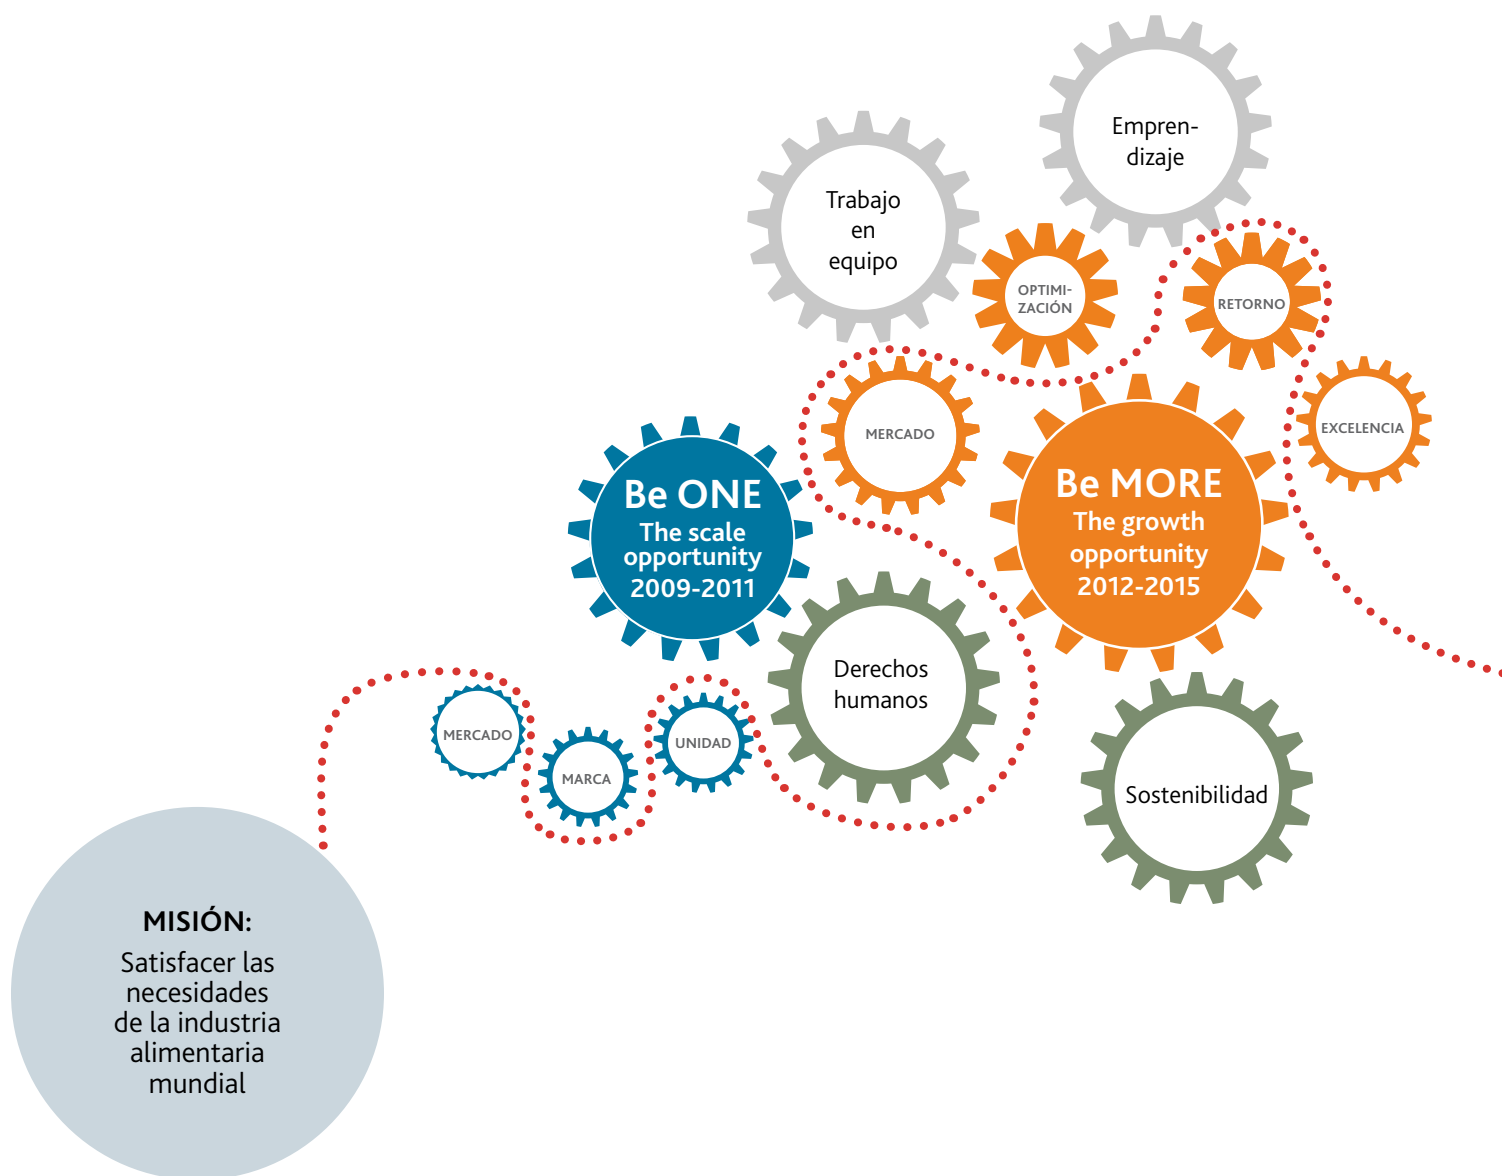 Empren-
dizaje
Trabajo
en
equipo
OPTIMI-
ZACIÓN
RETORNO
MERCADO
EXCELENCIA
Be ONE
The scale
opportunity
2009-2011
Be MORE
The growth
opportunity
2012-2015
Derechos
humanos
MERCADO
MARCA
UNIDAD
Sostenibilidad
MISIÓN:
Satisfacer las
necesidades
de la industria
alimentaria
mundial